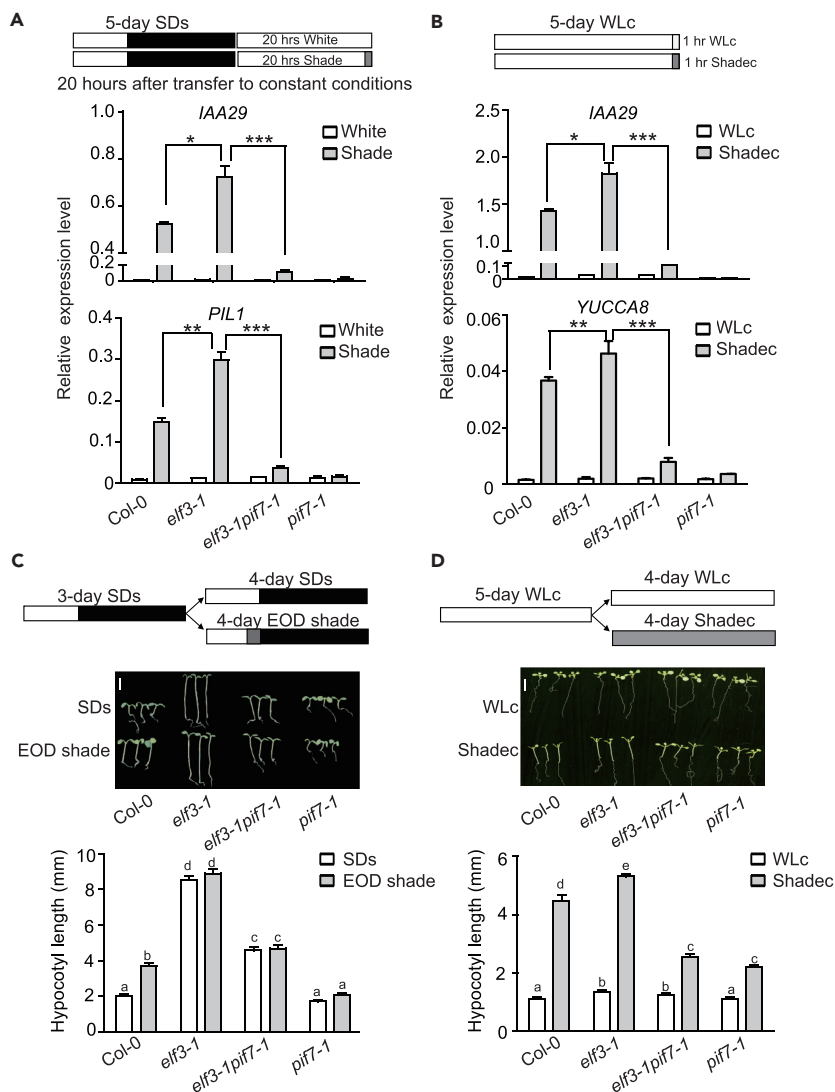 A
5-day SDs
20 hrs White
20 hrs Shade
20 hours after transfer to constant conditions
IAA29
White
Shade
* ***
1.0
0.8
0.6
0.4
0.2
0
Relative expression level
PIL1
White
Shade
** ***
0.4
0.3
0.2
0.1
0
Col-0 elf3-1 elf3-1pif7-1 pif7-1
B
5-day WLc
1 hr WLc
1 hr Shadec
IAA29
WLc
Shadec
* ***
2.5
2.0
1.5
1.0
0.1
0
Relative expression level
YUCCA8
WLc
Shadec
** ***
0.06
0.04
0.02
0
Col-0 elf3-1 elf3-1pif7-1 pif7-1
C
3-day SDs
4-day SDs
4-day EOD shade
SDs
EOD shade
Col-0 elf3-1 elf3-1pif7-1 pif7-1
SDs
EOD shade
Hypocotyl length (mm)
10
8
6
4
2
0
a b d d c c a a
Col-0 elf3-1 elf3-1pif7-1 pif7-1
D
5-day WLc
4-day WLc
4-day Shadec
WLc
Shadec
Col-0 elf3-1 elf3-1pif7-1 pif7-1
WLc
Shadec
Hypocotyl length (mm)
6
4
2
0
a d b e b c a c
Col-0 elf3-1 elf3-1pif7-1 pif7-1